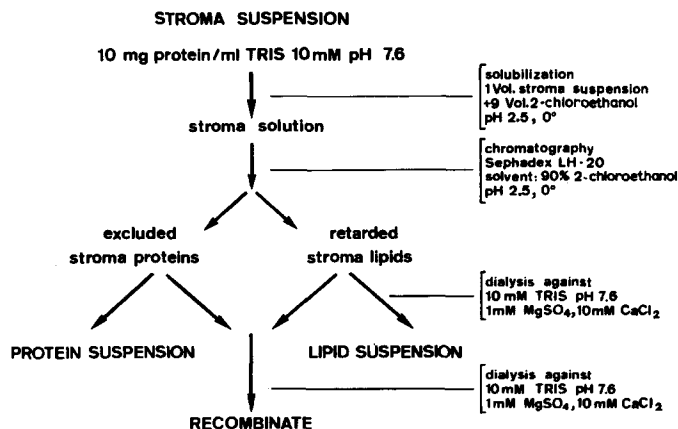 STROMA SUSPENSION
10 mg protein/ml TRIS 10mM pH 7.6
solubilization
1Vol. stroma suspension
+9 Vol. 2-chloroethanol
pH 2.5, 0°
stroma solution
chromatography
Sephadex LH-20
solvent: 90% 2-chloroethanol
pH 2.5, 0°
excluded
stroma proteins
retarded
stroma lipids
dialysis against
10 mM TRIS pH 7.6
1mM MgSO₄, 10mM CaCl₂
PROTEIN SUSPENSION
LIPID SUSPENSION
dialysis against
10 mM TRIS pH 7.6
1mM MgSO₄, 10 mM CaCl₂
RECOMBINATE